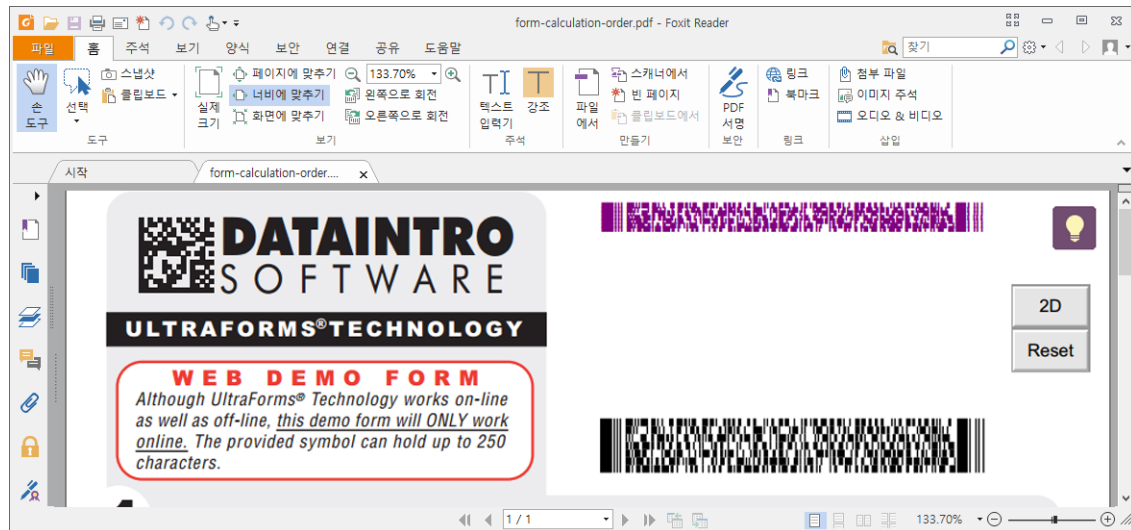 form-calculation-order.pdf - Foxit Reader
파일 홈 주석 보기 양식 보안 연결 공유 도움말 찾기
손 도구
선택
스냅샷
클립보드
도구
실제 크기
페이지에 맞추기
너비에 맞추기
화면에 맞추기
133.70%
왼쪽으로 회전
오른쪽으로 회전
보기
텍스트 입력기
강조
주석
파일에서
스캐너에서
빈 페이지
클립보드에서
만들기
PDF 서명
보안
링크
북마크
링크
첨부 파일
이미지 주석
오디오 & 비디오
삽입
시작 form-calculation-order.... x
DATAINTRO
SOFTWARE
ULTRAFORMS®TECHNOLOGY
WEB DEMO FORM
Although UltraForms® Technology works on-line
as well as off-line, this demo form will ONLY work
online. The provided symbol can hold up to 250
characters.
2D
Reset
1 / 1
133.70%